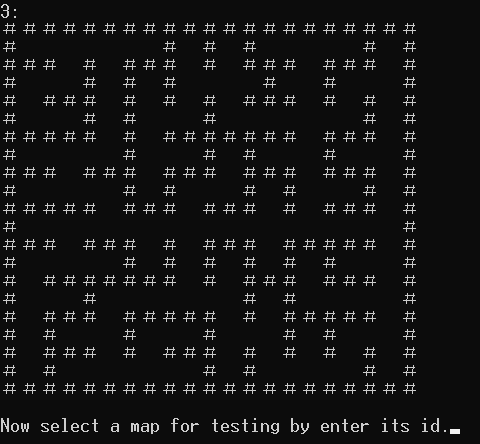 3:
# # # # # # # # # # # # # # # # # # # # #
#               #   #   #           #   #
# # #   #   # # #   #   # # #   # # #   #
#       #   #   #         #     #       #
#   # # #   #   #   #   # # #   #   #   #
#       #   #       #               #   #
# # # # #   #   # # # # # # #   # # #   #
#           #       #   #       #       #
# # #   # # #   # # #   # # #   # # #   #
#           #   #       #   #       #   #
# # # # #   # # #   # # #   #   # # #   #
#                                       #
# # #   # # #   #   # # #   # # # # #   #
#           #   #   #   #   #   #       #
#   # # # # # # #   #   # # #   # # #   #
#       #               #   #           #
#   # # #   # # # # #   #   # # # # #   #
#   #       #       #       #   #       #
#   # # #   #   # # #   #   #   #   #   #
#   #               #   #           #   #
# # # # # # # # # # # # # # # # # # # # #
Now select a map for testing by enter its id.